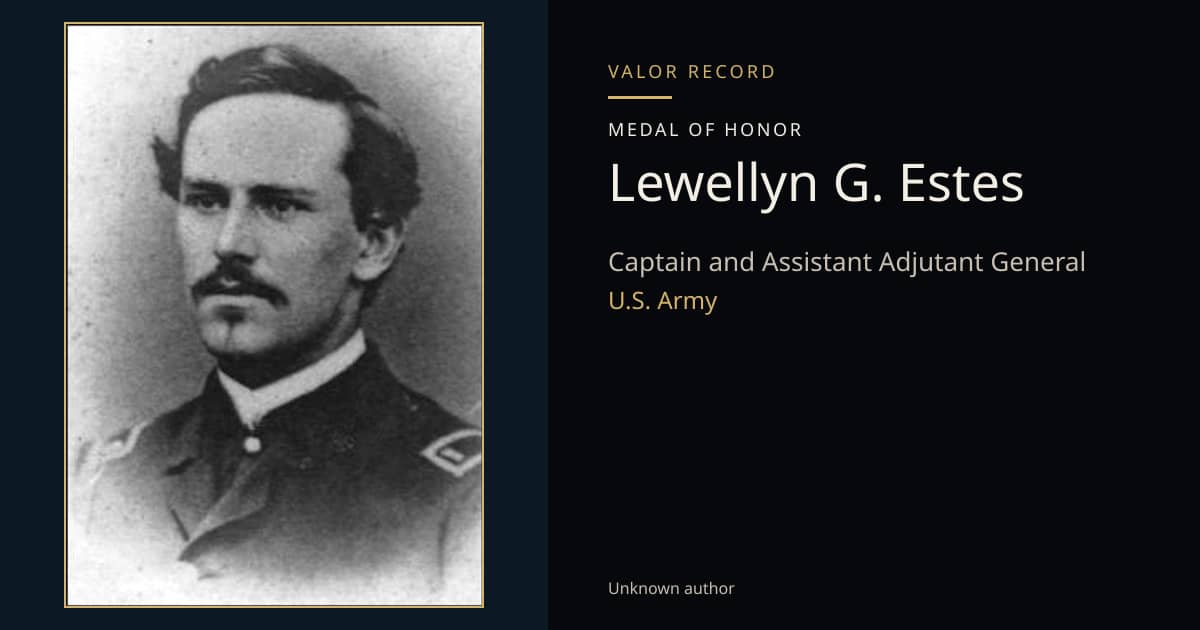 VALOR RECORD
MEDAL OF HONOR
Lewellyn G. Estes
Captain and Assistant Adjutant General
U.S. Army
Unknown author